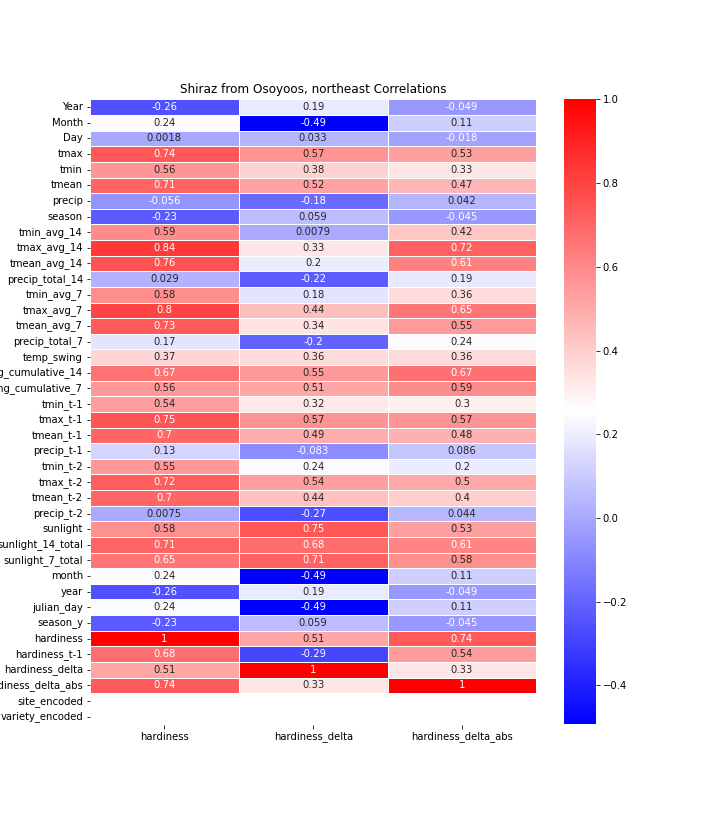 Shiraz from Osoyoos, northeast Correlations
Year -0.26 0.19 -0.049
Month 0.24 -0.49 0.11
Day 0.0018 0.033 -0.018
tmax 0.74 0.57 0.53
tmin 0.56 0.38 0.33
tmean 0.71 0.52 0.47
precip -0.056 -0.18 0.042
season -0.23 0.059 -0.045
tmin_avg_14 0.59 0.0079 0.42
tmax_avg_14 0.84 0.33 0.72
tmean_avg_14 0.76 0.2 0.61
precip_total_14 0.029 -0.22 0.19
tmin_avg_7 0.58 0.18 0.36
tmax_avg_7 0.8 0.44 0.65
tmean_avg_7 0.73 0.34 0.55
precip_total_7 0.17 -0.2 0.24
temp_swing 0.37 0.36 0.36
g_cumulative_14 0.67 0.55 0.67
ng_cumulative_7 0.56 0.51 0.59
tmin_t-1 0.54 0.32 0.3
tmax_t-1 0.75 0.57 0.57
tmean_t-1 0.7 0.49 0.48
precip_t-1 0.13 -0.083 0.086
tmin_t-2 0.55 0.24 0.2
tmax_t-2 0.72 0.54 0.5
tmean_t-2 0.7 0.44 0.4
precip_t-2 0.0075 -0.27 0.044
sunlight 0.58 0.75 0.53
sunlight_14_total 0.71 0.68 0.61
sunlight_7_total 0.65 0.71 0.58
month 0.24 -0.49 0.11
year -0.26 0.19 -0.049
julian_day 0.24 -0.49 0.11
season_y -0.23 0.059 -0.045
hardiness 1 0.51 0.74
hardiness_t-1 0.68 -0.29 0.54
hardiness_delta 0.51 1 0.33
diness_delta_abs 0.74 0.33 1
site_encoded
variety_encoded
hardiness hardiness_delta hardiness_delta_abs
1.0
0.8
0.6
0.4
0.2
0.0
−0.2
−0.4